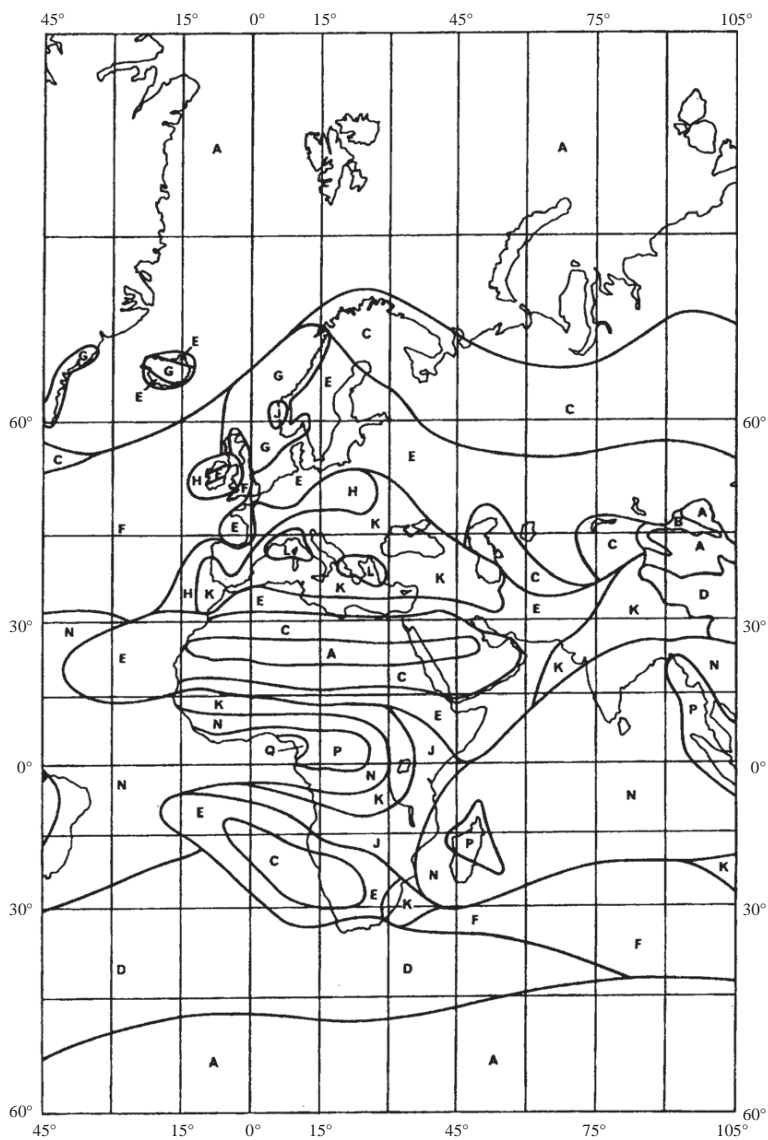 45° 15° 0° 15° 45° 75° 105°
A A
C
E
G G
G E
E J C
60° 60°
G
C E
H E F E H
F
F E K A
B
L C A
L K C D
H K E K E K
30° 30°
N C
E A K N
C
K E P
N J
Q P
0° N 0°
N K N
E
J P
C N K
E K
30° F 30°
F
D D
A A
60° 60°
45° 15° 0° 15° 45° 75° 105°